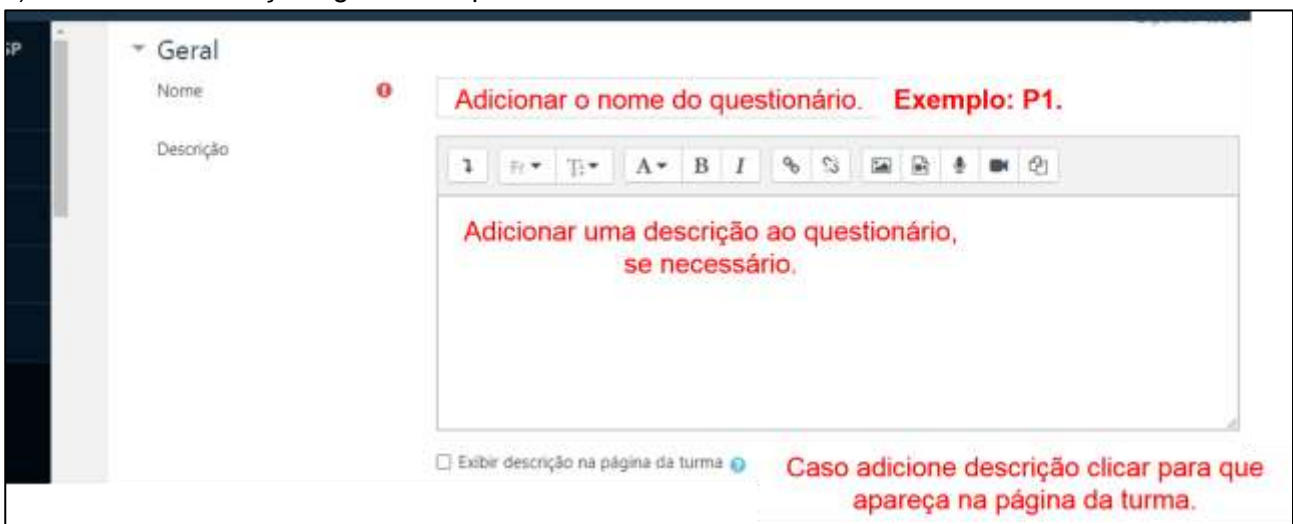 SP
Geral
Nome
Adicionar o nome do questionário. Exemplo: P1.
Descrição
A B I
Adicionar uma descrição ao questionário,
se necessário.
Exibir descrição na página da turma
Caso adicione descrição clicar para que
apareça na página da turma.